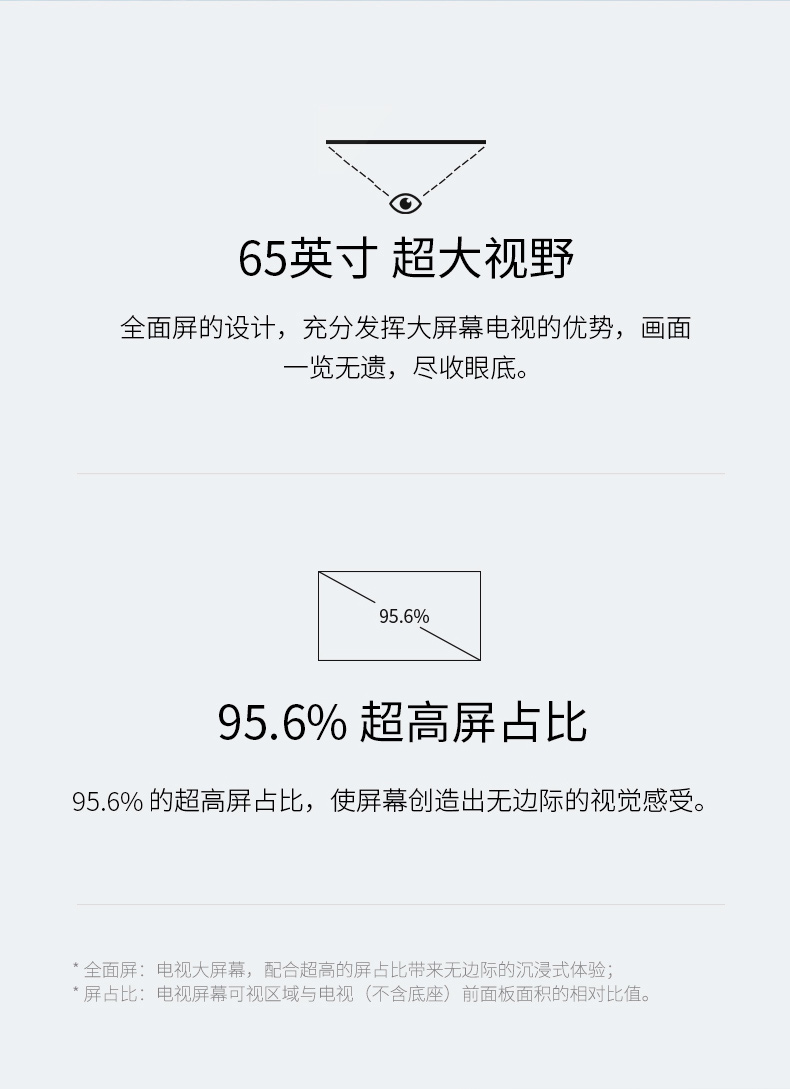 65英寸 超大视野
全面屏的设计，充分发挥大屏幕电视的优势，画面
一览无遗，尽收眼底。
95.6%
95.6% 超高屏占比
95.6% 的超高屏占比，使屏幕创造出无边际的视觉感受。
* 全面屏：电视大屏幕，配合超高的屏占比带来无边际的沉浸式体验；
* 屏占比：电视屏幕可视区域与电视（不含底座）前面板面积的相对比值。